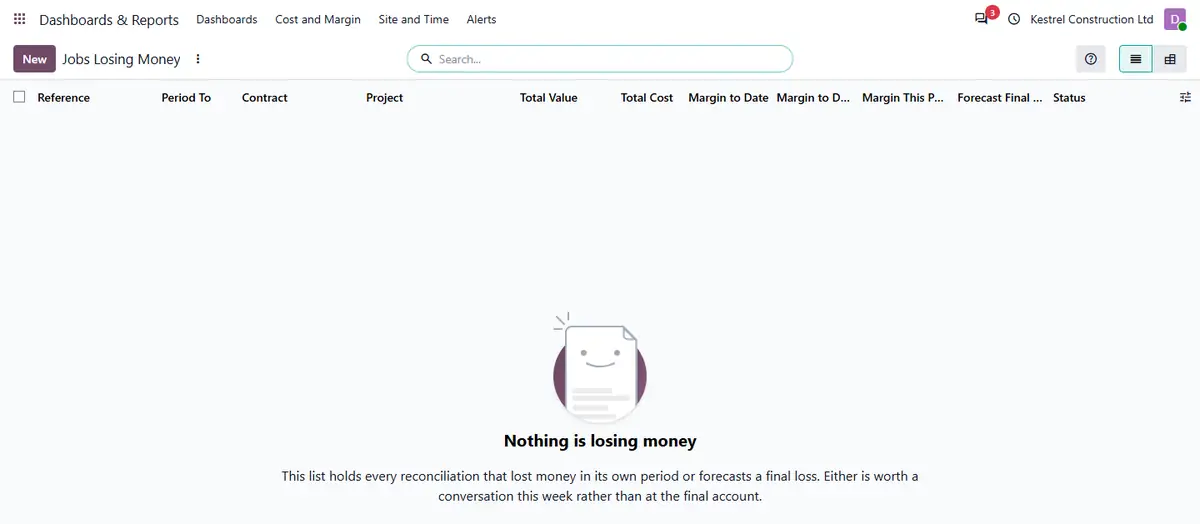 Dashboards & Reports Dashboards Cost and Margin Site and Time Alerts 3 Kestrel Construction Ltd D
New Jobs Losing Money Search...
Reference Period To Contract Project Total Value Total Cost Margin to Date Margin to D... Margin This P... Forecast Final ... Status
Nothing is losing money
This list holds every reconciliation that lost money in its own period or forecasts a final loss. Either is worth a
conversation this week rather than at the final account.